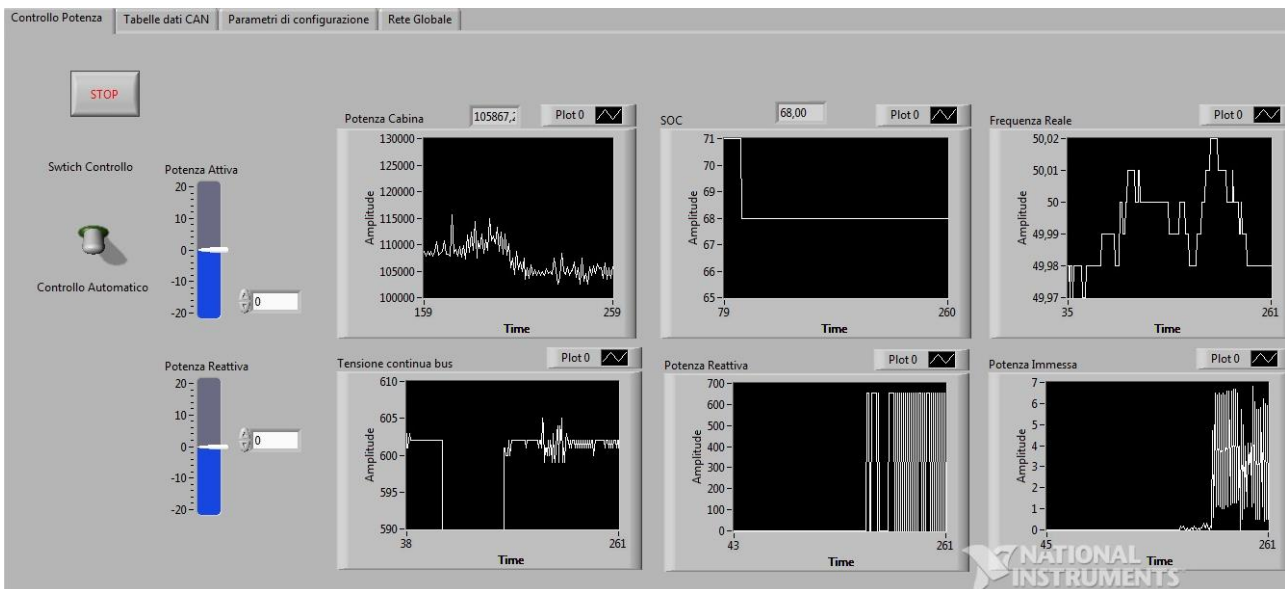 Controllo Potenza
Tabelle dati CAN
Parametri di configurazione
Rete Globale
STOP
Swtich Controllo
Controllo Automatico
Potenza Attiva
20
10
0
-10
-20
0
Potenza Cabina
105867,2
Plot 0
130000
125000
120000
115000
110000
105000
100000
Amplitude
159
259
Time
SOC
68,00
Plot 0
71
70
69
68
67
66
65
Amplitude
79
260
Time
Frequenza Reale
Plot 0
50,02
50,01
50
49,99
49,98
49,97
Amplitude
35
261
Time
Potenza Reattiva
20
10
0
-10
-20
0
Tensione continua bus
Plot 0
610
605
600
595
590
Amplitude
38
261
Time
Potenza Reattiva
Plot 0
700
600
500
400
300
200
100
0
Amplitude
43
261
Time
Potenza Immessa
Plot 0
7
6
5
4
3
2
1
0
Amplitude
45
261
Time
NATIONAL
INSTRUMENTS